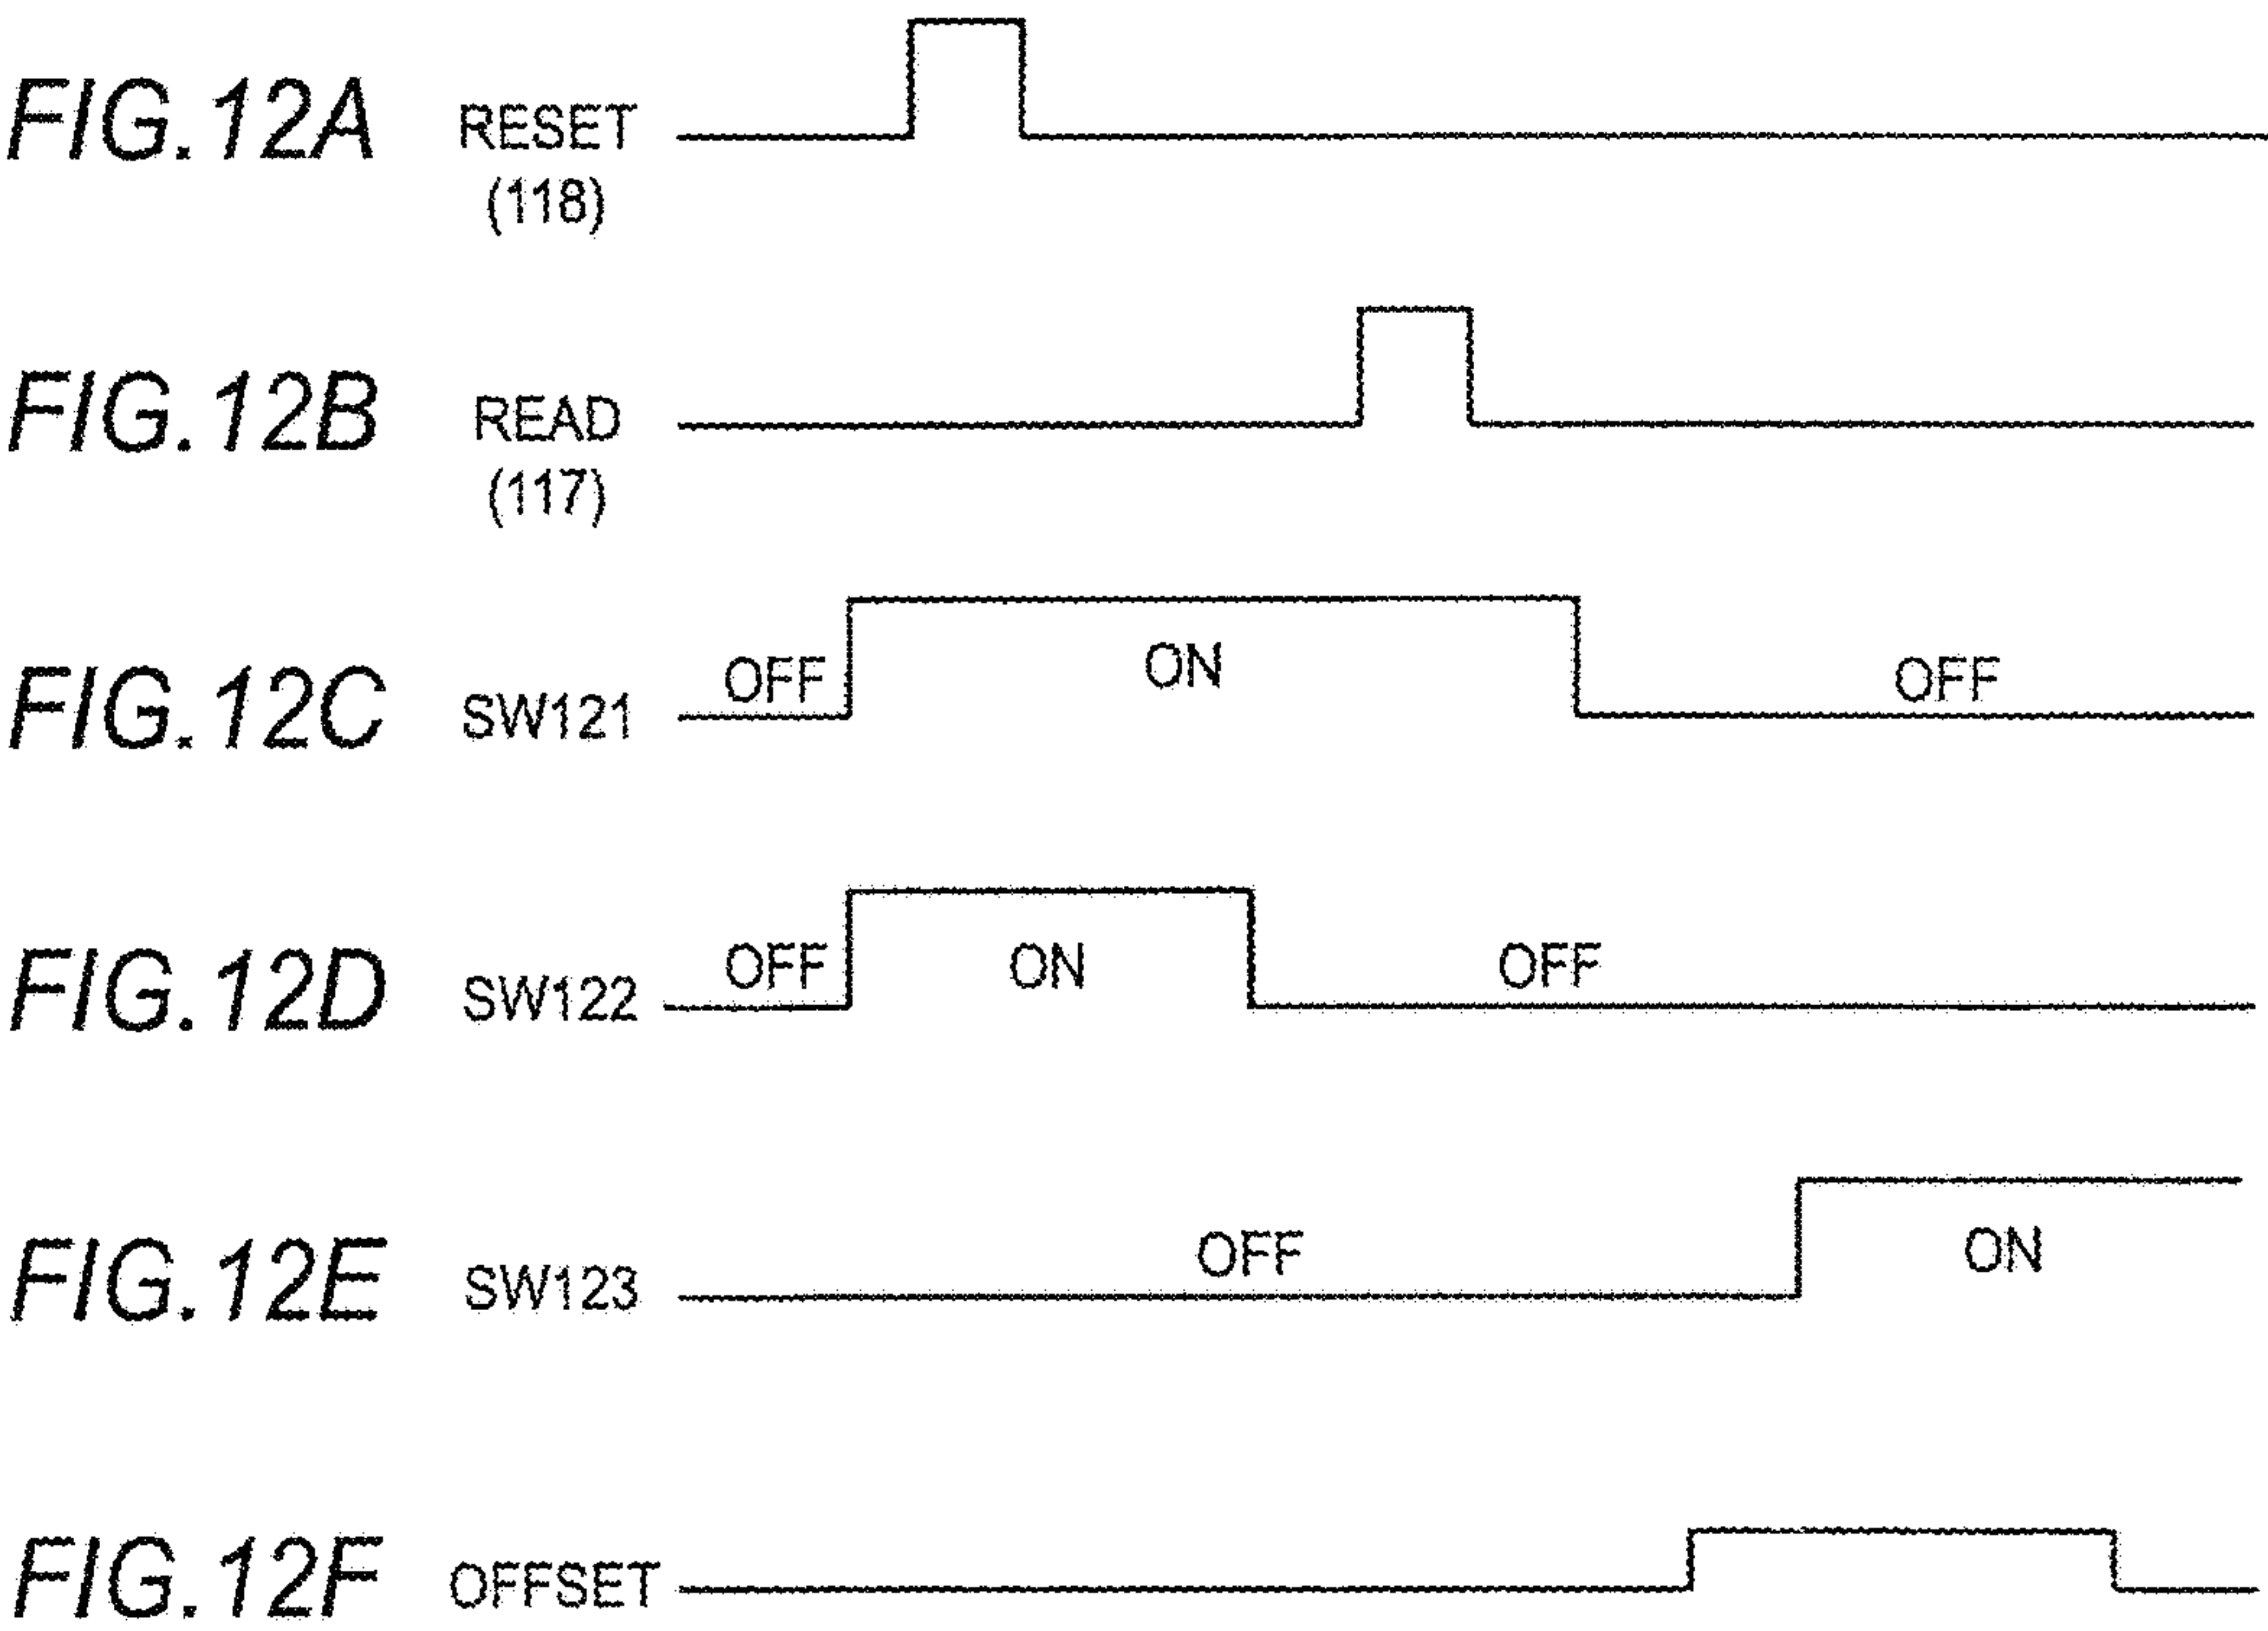 FIG.12A RESET
(118)
FIG.12B READ
(117)
FIG.12C SW121 OFF ON OFF
FIG.12D SW122 OFF ON OFF
FIG.12E SW123 OFF ON
FIG.12F OFFSET